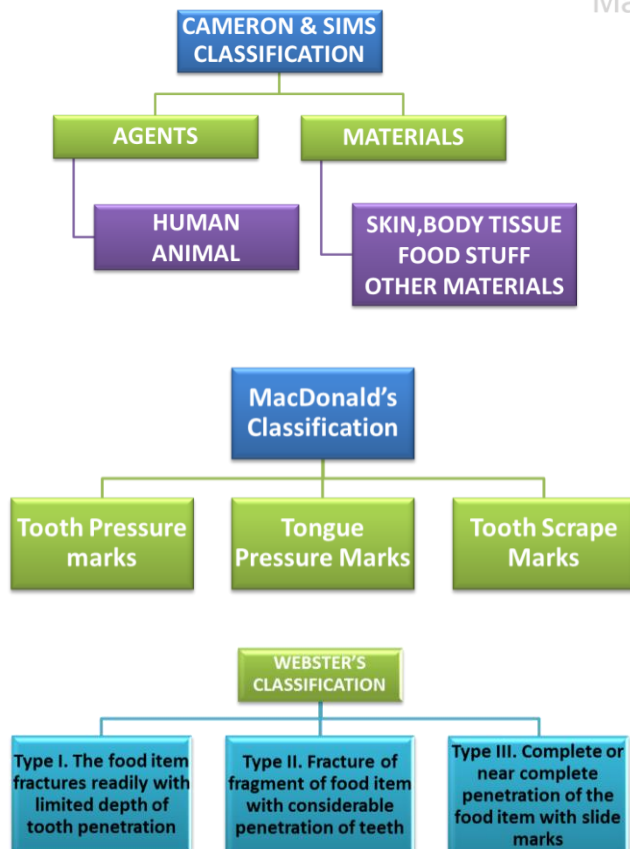 CAMERON & SIMS
CLASSIFICATION
AGENTS
MATERIALS
HUMAN
ANIMAL
SKIN,BODY TISSUE
FOOD STUFF
OTHER MATERIALS
MacDonald's
Classification
Tooth Pressure
marks
Tongue
Pressure Marks
Tooth Scrape
Marks
WEBSTER'S
CLASSIFICATION
Type I. The food item
fractures readily with
limited depth of
tooth penetration
Type II. Fracture of
fragment of food item
with considerable
penetration of teeth
Type III. Complete or
near complete
penetration of the
food item with slide
marks